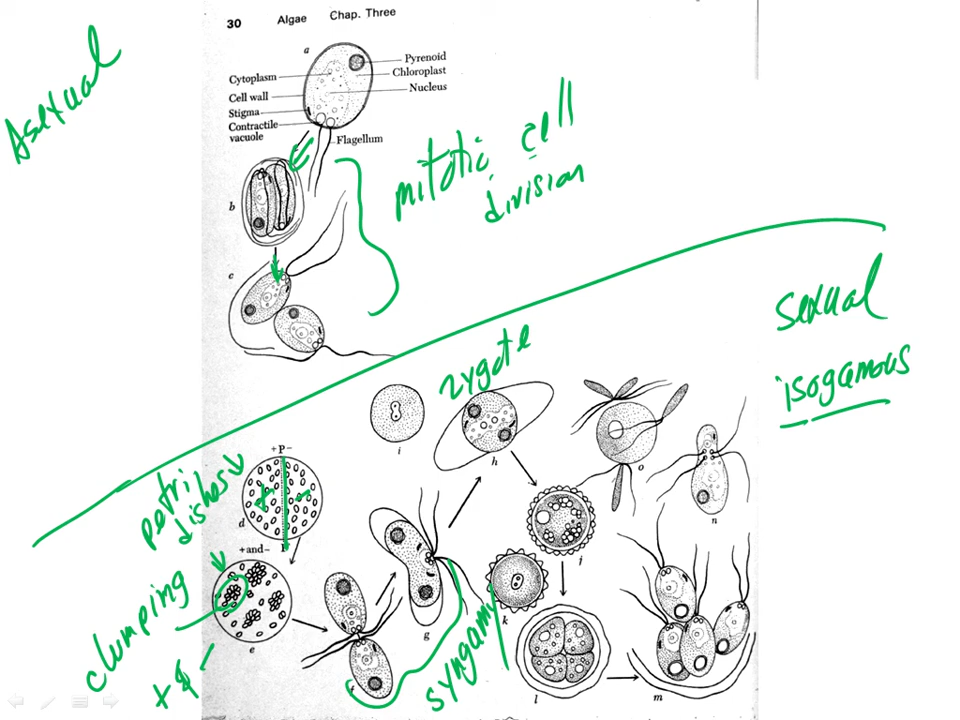 30 Algae Chap. Three
Asexual
a
Pyrenoid
Cytoplasm
Chloroplast
Nucleus
Cell wall
Stigma
Contractile
vacuole
Flagellum
mitotic cell
division
b
c
sexual
isogamous
zygote
i
h
o
n
+P-
petri
dishes
d
P
+and-
clumping
+ & -
e
f
g
syngamy
j
k
l
m